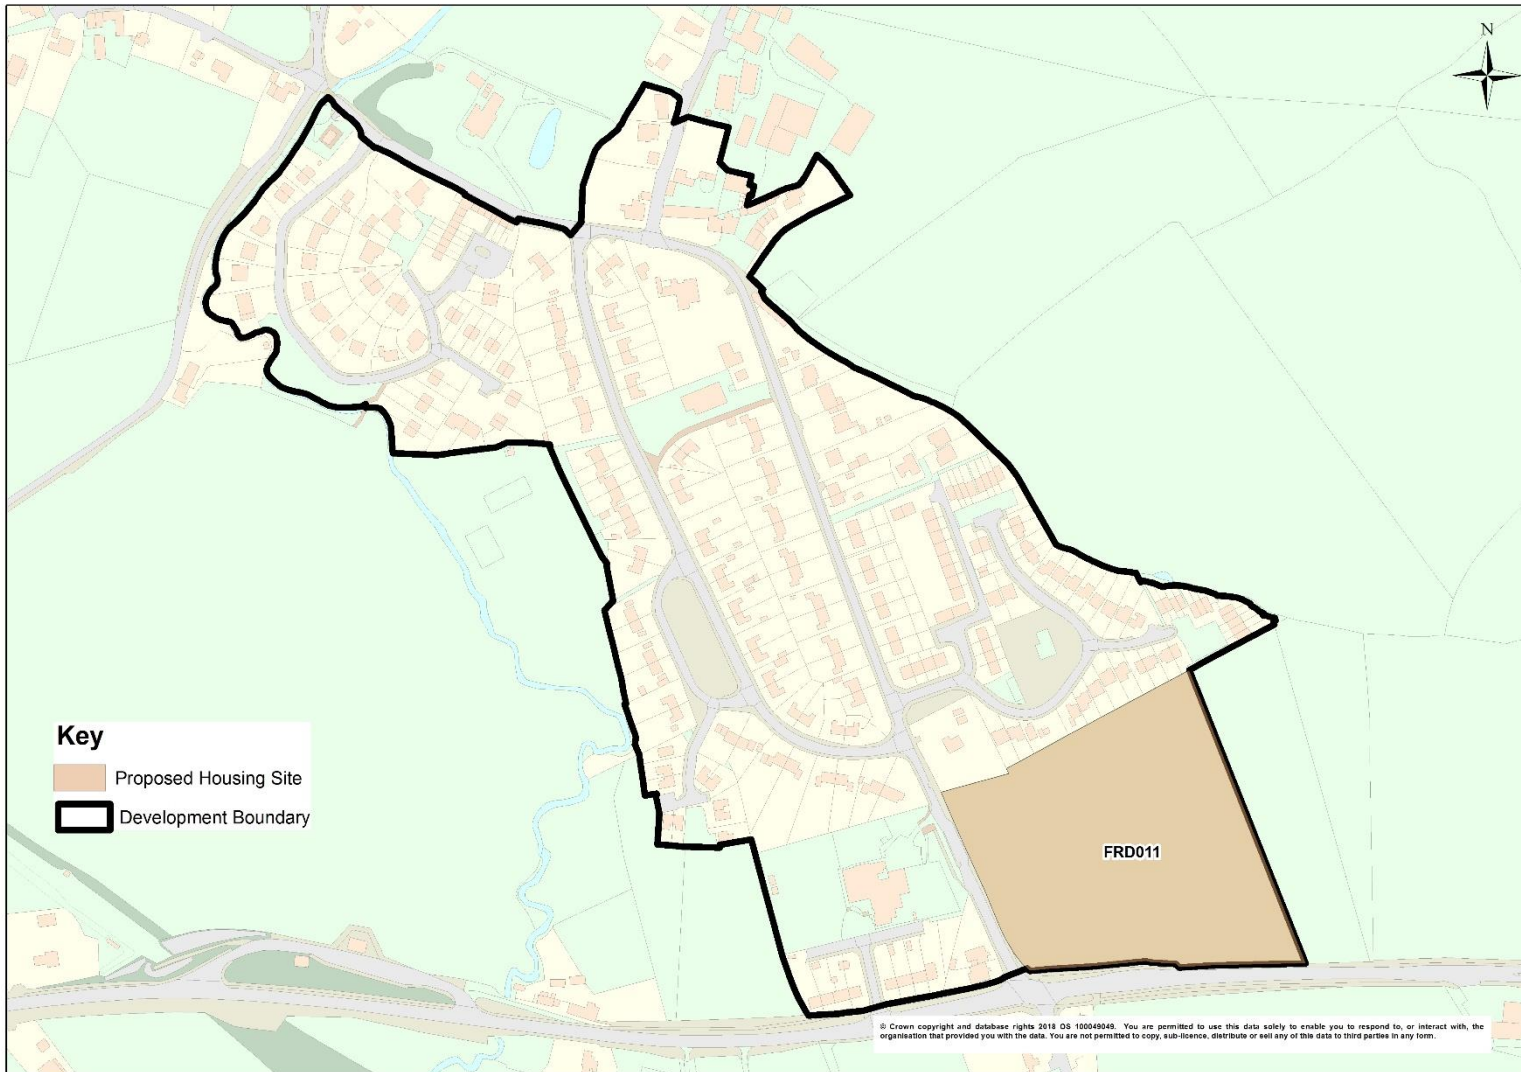 N
Key
Proposed Housing Site
Development Boundary
FRD011
© Crown copyright and database rights 2018 OS 100049049. You are permitted to use this data solely to enable you to respond to, or interact with, the
organisation that provided you with the data. You are not permitted to copy, sub-licence, distribute or sell any of this data to third parties in any form.